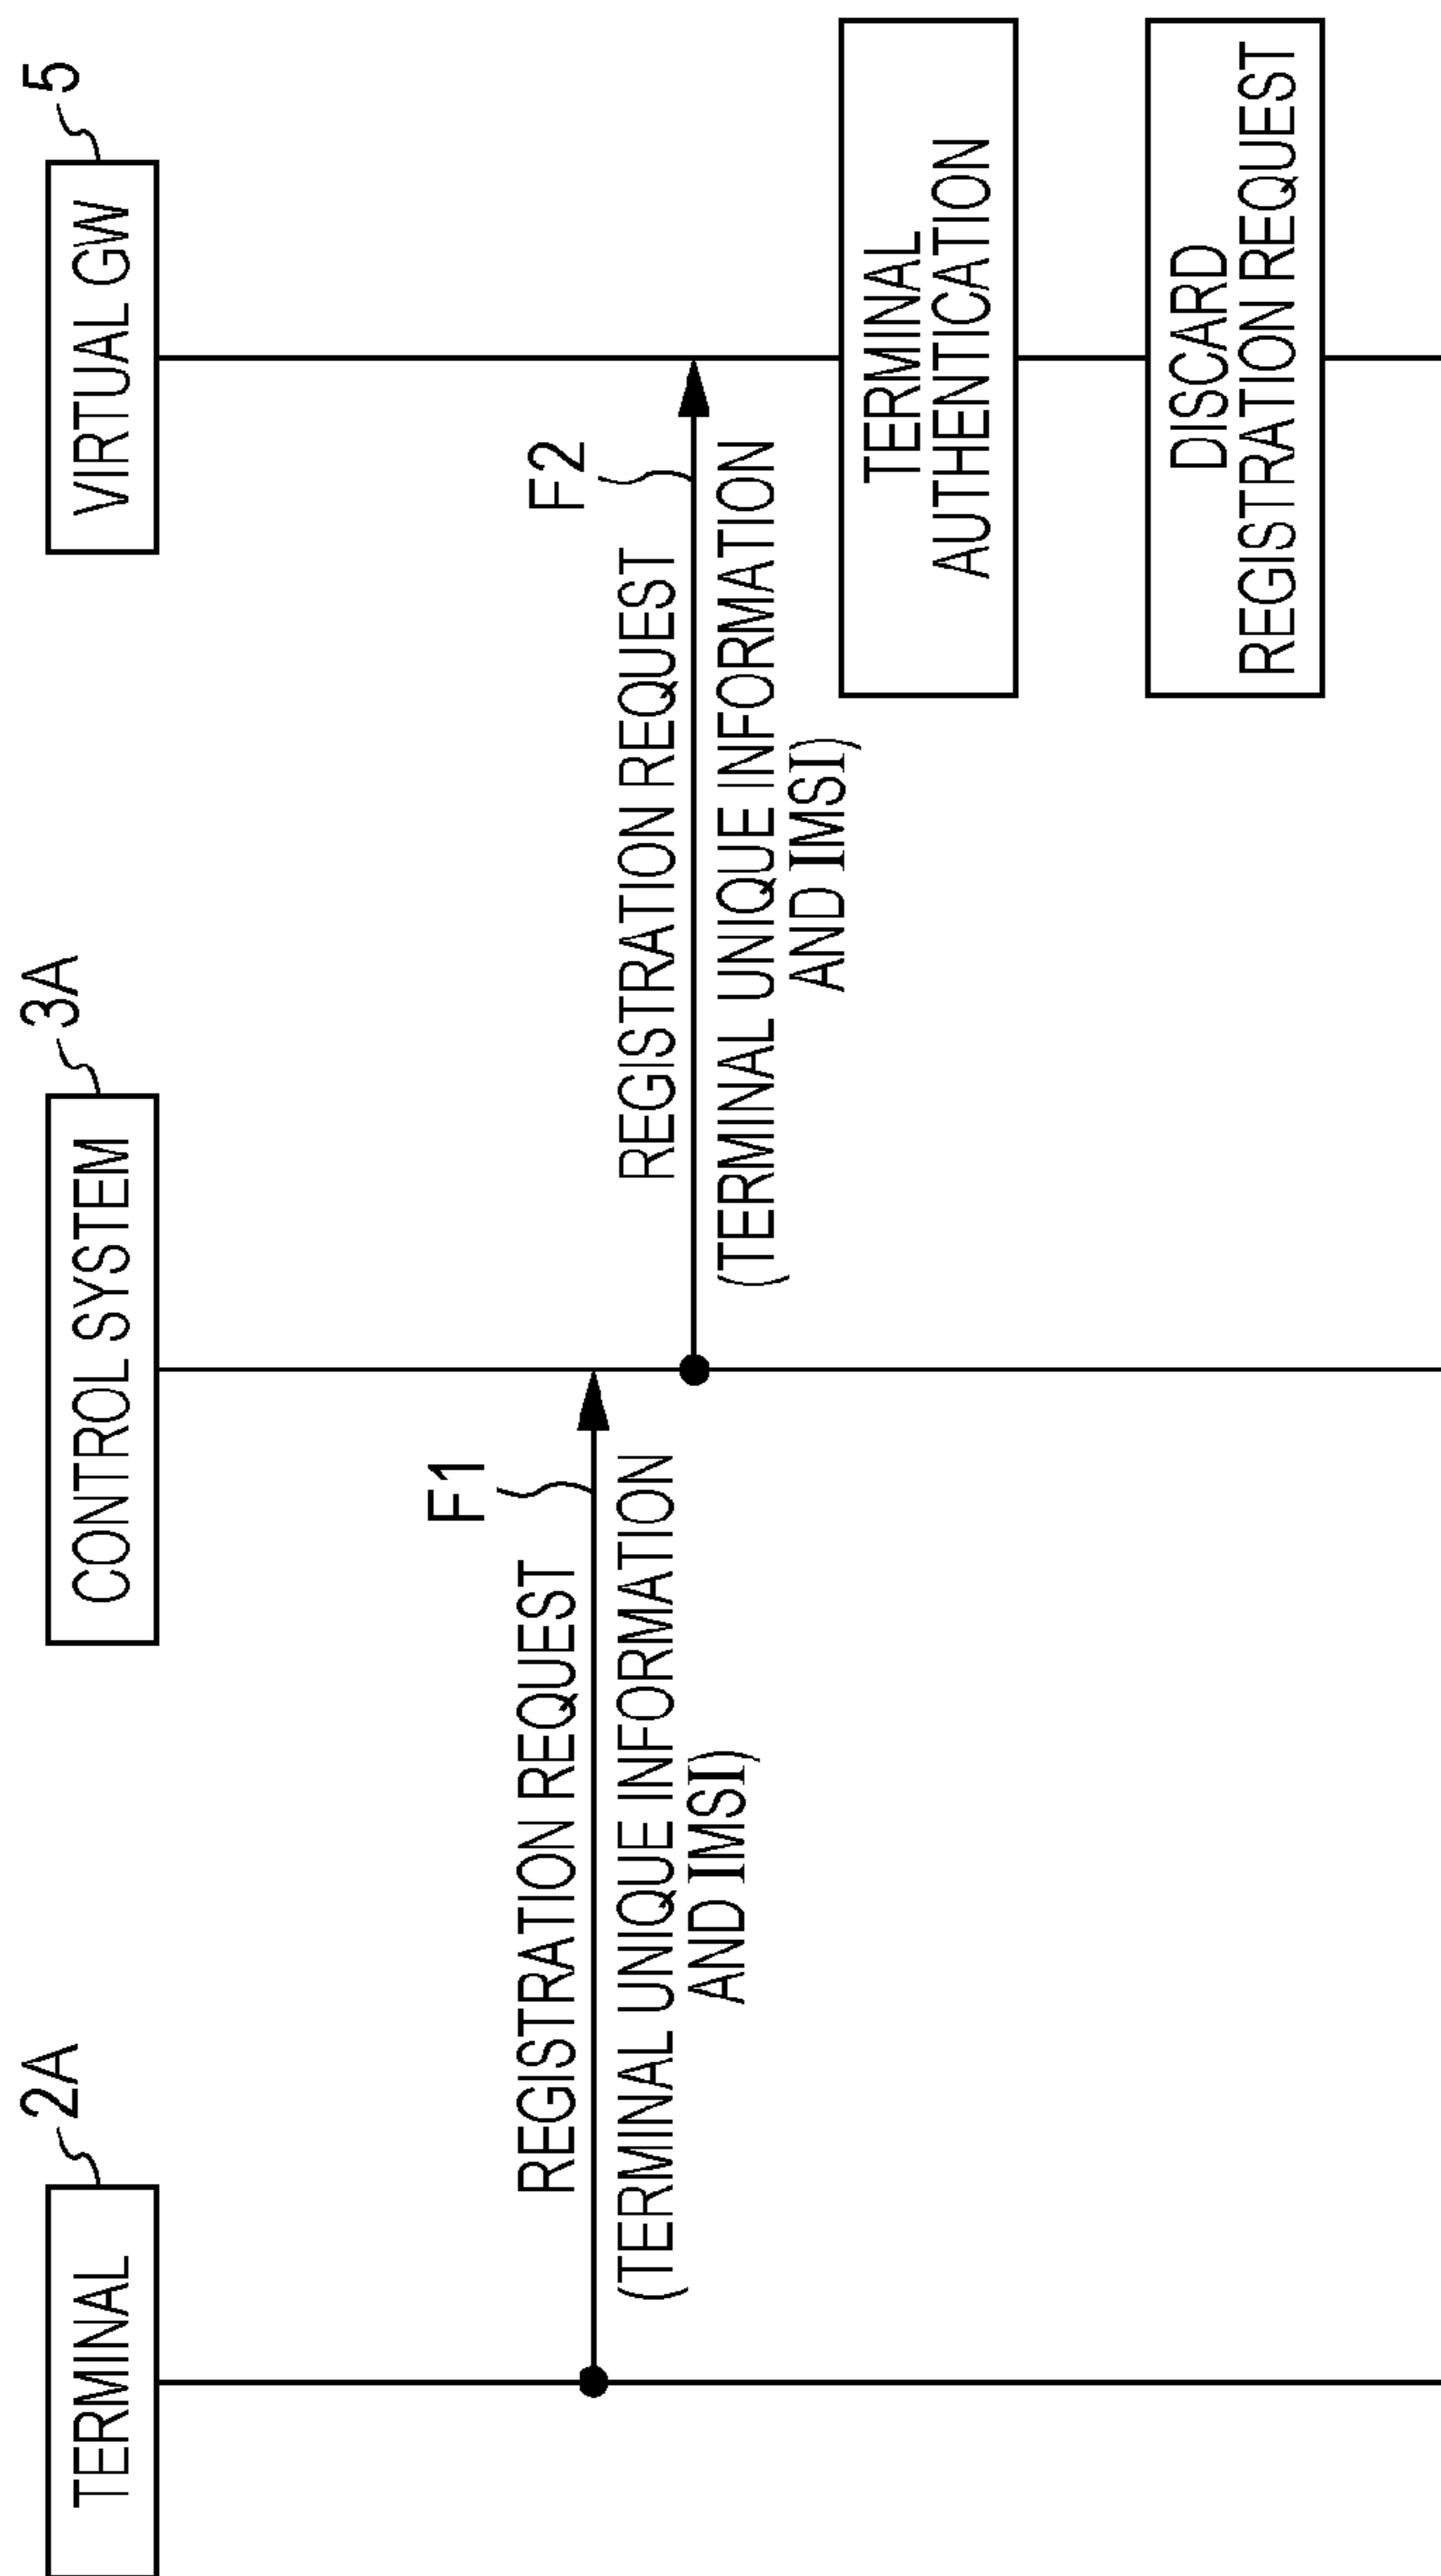 TERMINAL
2A
CONTROL SYSTEM
3A
VIRTUAL GW
5
F1
REGISTRATION REQUEST
(TERMINAL UNIQUE INFORMATION
AND IMSI)
F2
REGISTRATION REQUEST
(TERMINAL UNIQUE INFORMATION
AND IMSI)
TERMINAL
AUTHENTICATION
DISCARD
REGISTRATION REQUEST